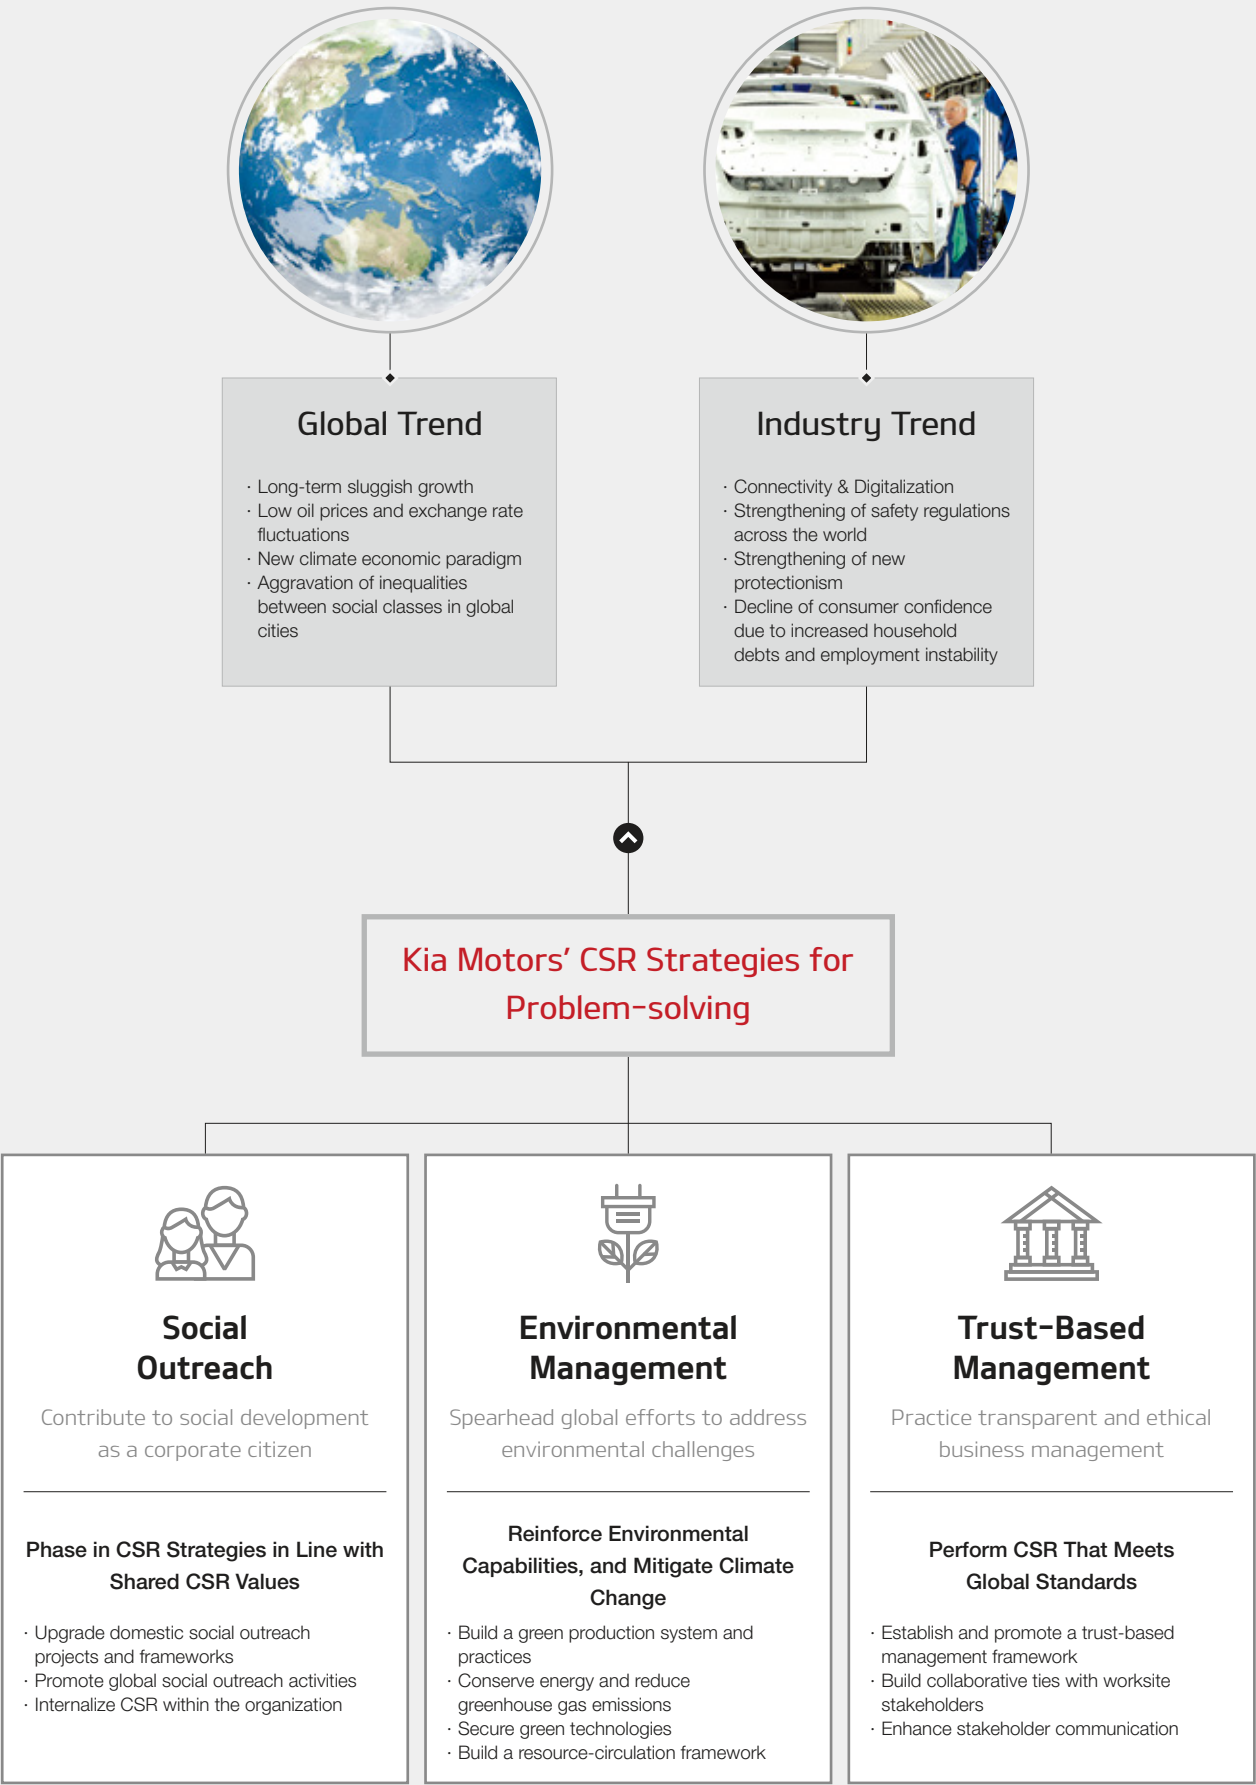 Global Trend
· Long-term sluggish growth
· Low oil prices and exchange rate
fluctuations
· New climate economic paradigm
· Aggravation of inequalities
between social classes in global
cities
Industry Trend
· Connectivity & Digitalization
· Strengthening of safety regulations
across the world
· Strengthening of new
protectionism
· Decline of consumer confidence
due to increased household
debts and employment instability
Kia Motors’ CSR Strategies for
Problem-solving
Social
Outreach
Contribute to social development
as a corporate citizen
Phase in CSR Strategies in Line with
Shared CSR Values
· Upgrade domestic social outreach
projects and frameworks
· Promote global social outreach activities
· Internalize CSR within the organization
Environmental
Management
Spearhead global efforts to address
environmental challenges
Reinforce Environmental
Capabilities, and Mitigate Climate
Change
· Build a green production system and
practices
· Conserve energy and reduce
greenhouse gas emissions
· Secure green technologies
· Build a resource-circulation framework
Trust-Based
Management
Practice transparent and ethical
business management
Perform CSR That Meets
Global Standards
· Establish and promote a trust-based
management framework
· Build collaborative ties with worksite
stakeholders
· Enhance stakeholder communication